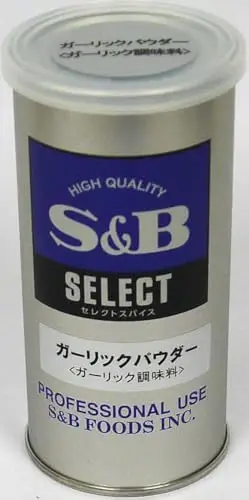 ガーリックパウダー
<ガーリック調味料>
HIGH QUALITY
S&B
SELECT
セレクトスパイス
ガーリックパウダー
<ガーリック調味料>
PROFESSIONAL USE
S&B FOODS INC.